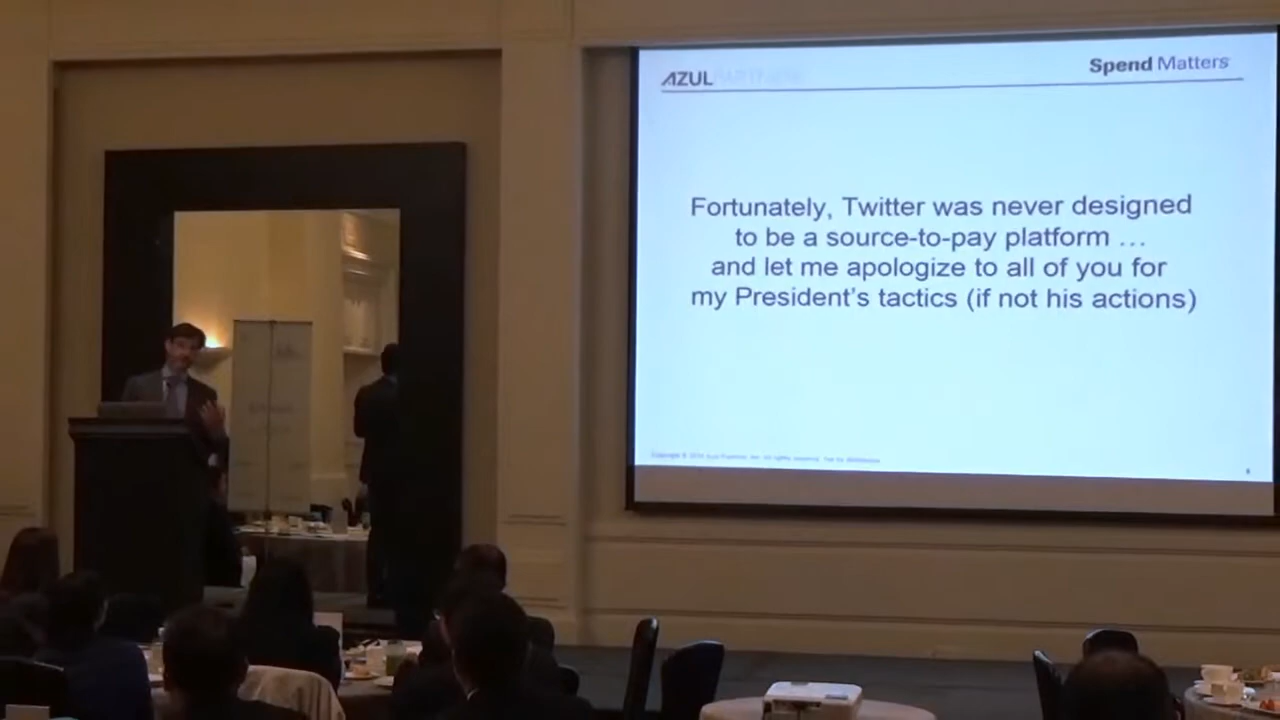 AZUL PARTNERS
Spend Matters
Fortunately, Twitter was never designed
to be a source-to-pay platform …
and let me apologize to all of you for
my President's tactics (if not his actions)